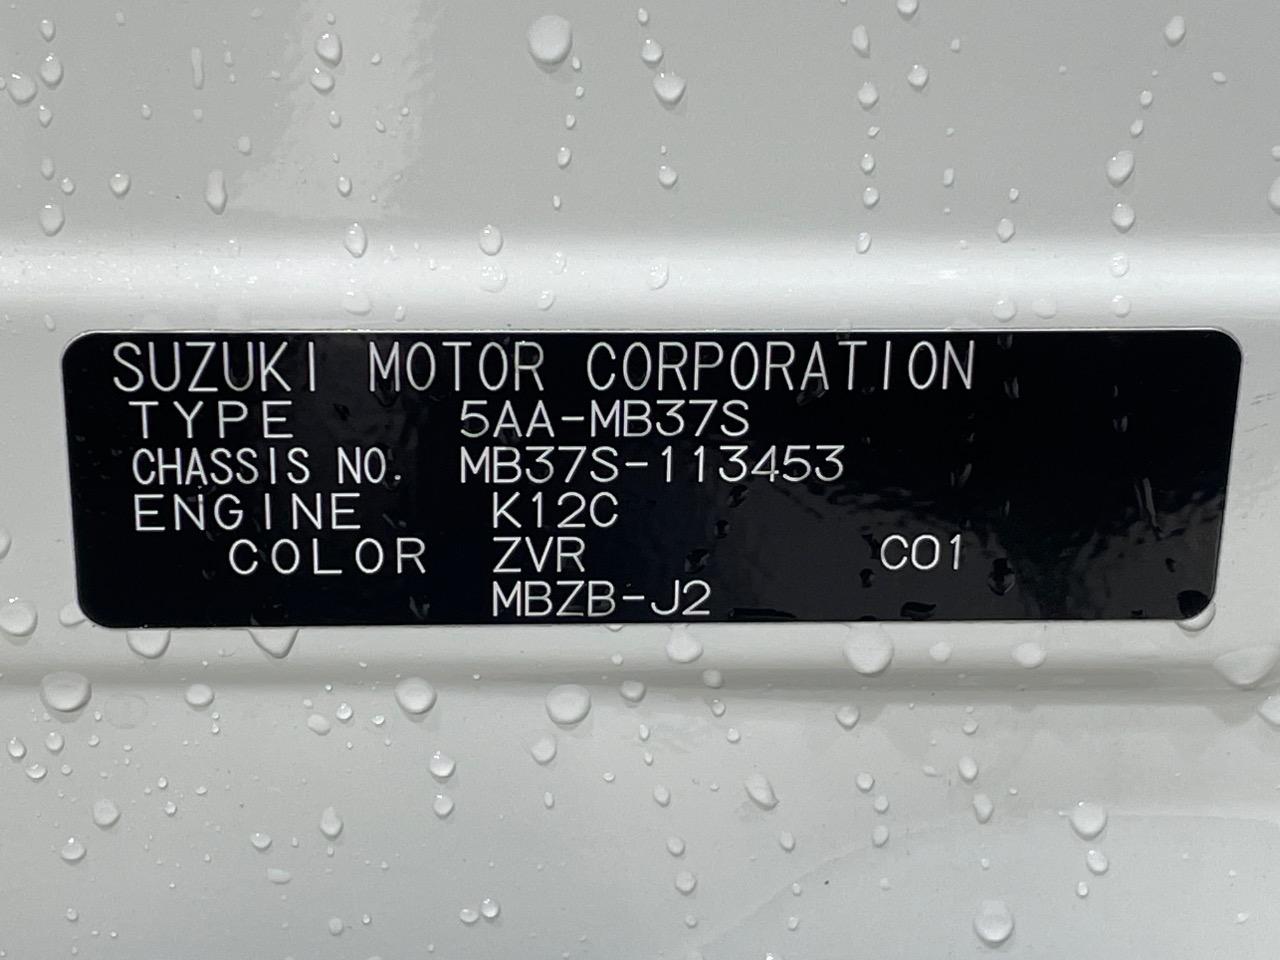 SUZUKI MOTOR CORPORATION
TYPE 5AA-MB37S
CHASSIS NO. MB37S-113453
ENGINE K12C
COLOR ZVR C01
MBZB-J2